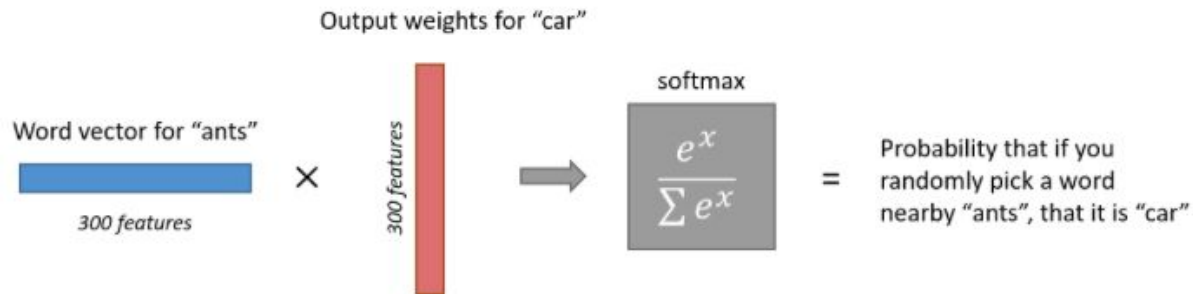 Output weights for “car”
softmax
Word vector for “ants”
300 features
×
300 features
e^x
∑ e^x
=
Probability that if you
randomly pick a word
nearby “ants”, that it is “car”